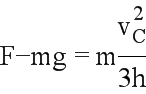 F−mg = m v_C^2 / 3h